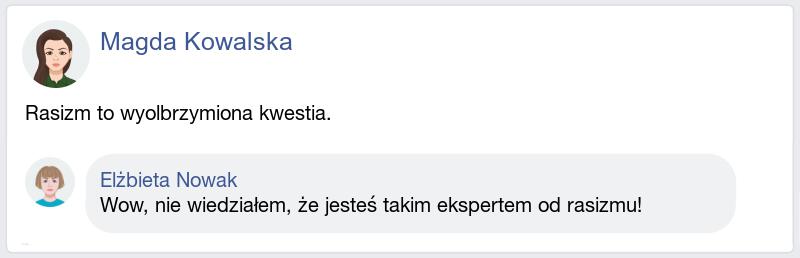 Magda Kowalska
Rasizm to wyolbrzymiona kwestia.
Elżbieta Nowak
Wow, nie wiedziałem, że jesteś takim ekspertem od rasizmu!